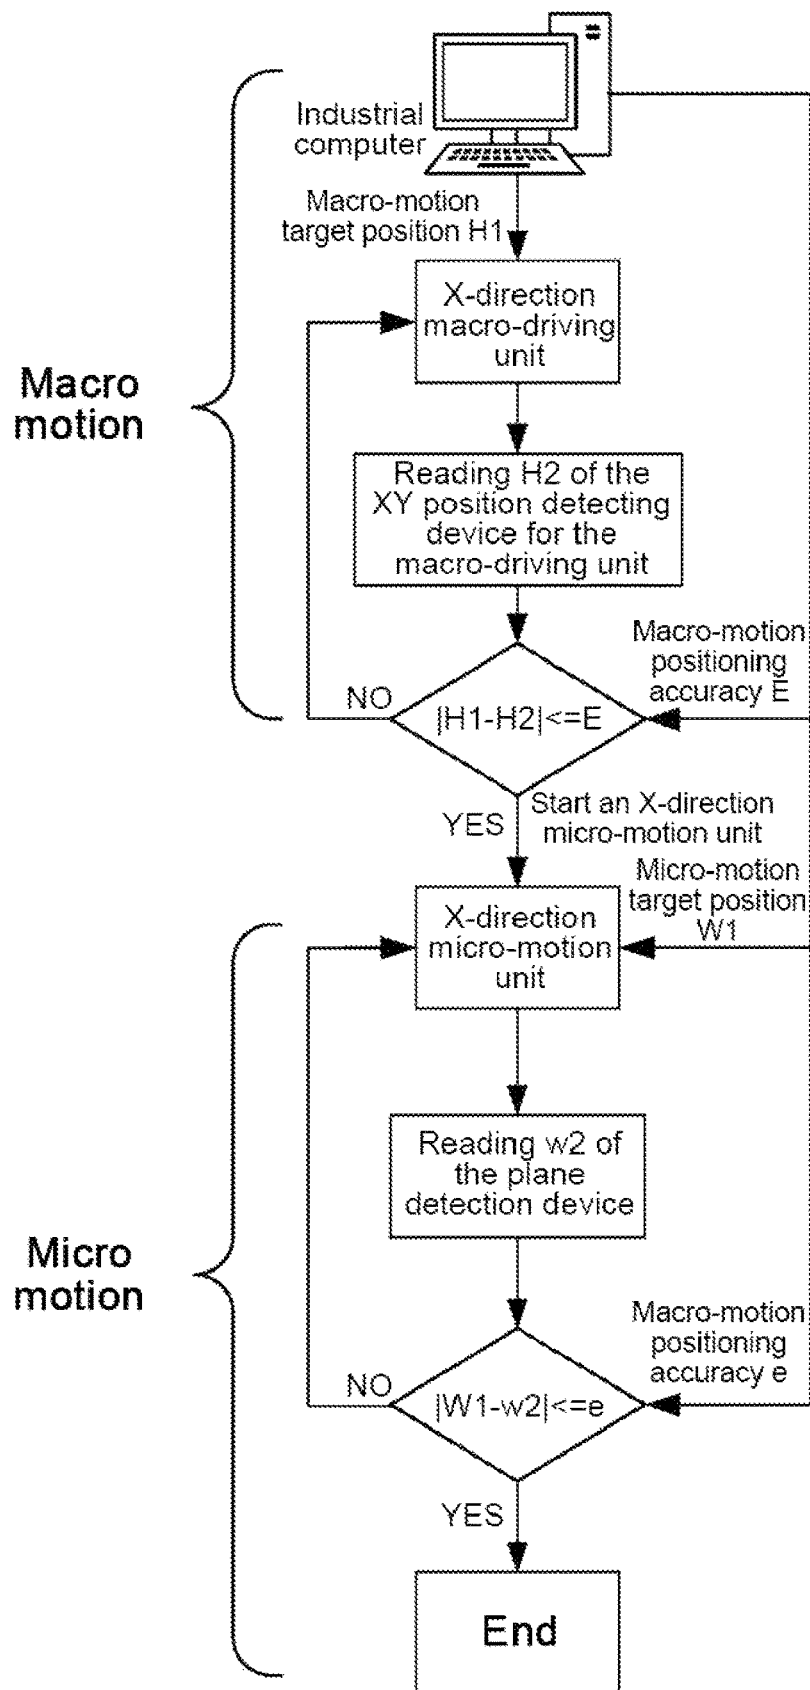 Industrial
computer
Macro-motion
target position H1
X-direction
macro-driving
unit
Macro
motion
Reading H2 of the
XY position detecting
device for the
macro-driving unit
Macro-motion
positioning
accuracy E
NO
|H1-H2|<=E
YES
Start an X-direction
micro-motion unit
Micro-motion
target position
W1
X-direction
micro-motion
unit
Reading w2 of
the plane
detection device
Micro
motion
Macro-motion
positioning
accuracy e
NO
|W1-w2|<=e
YES
End